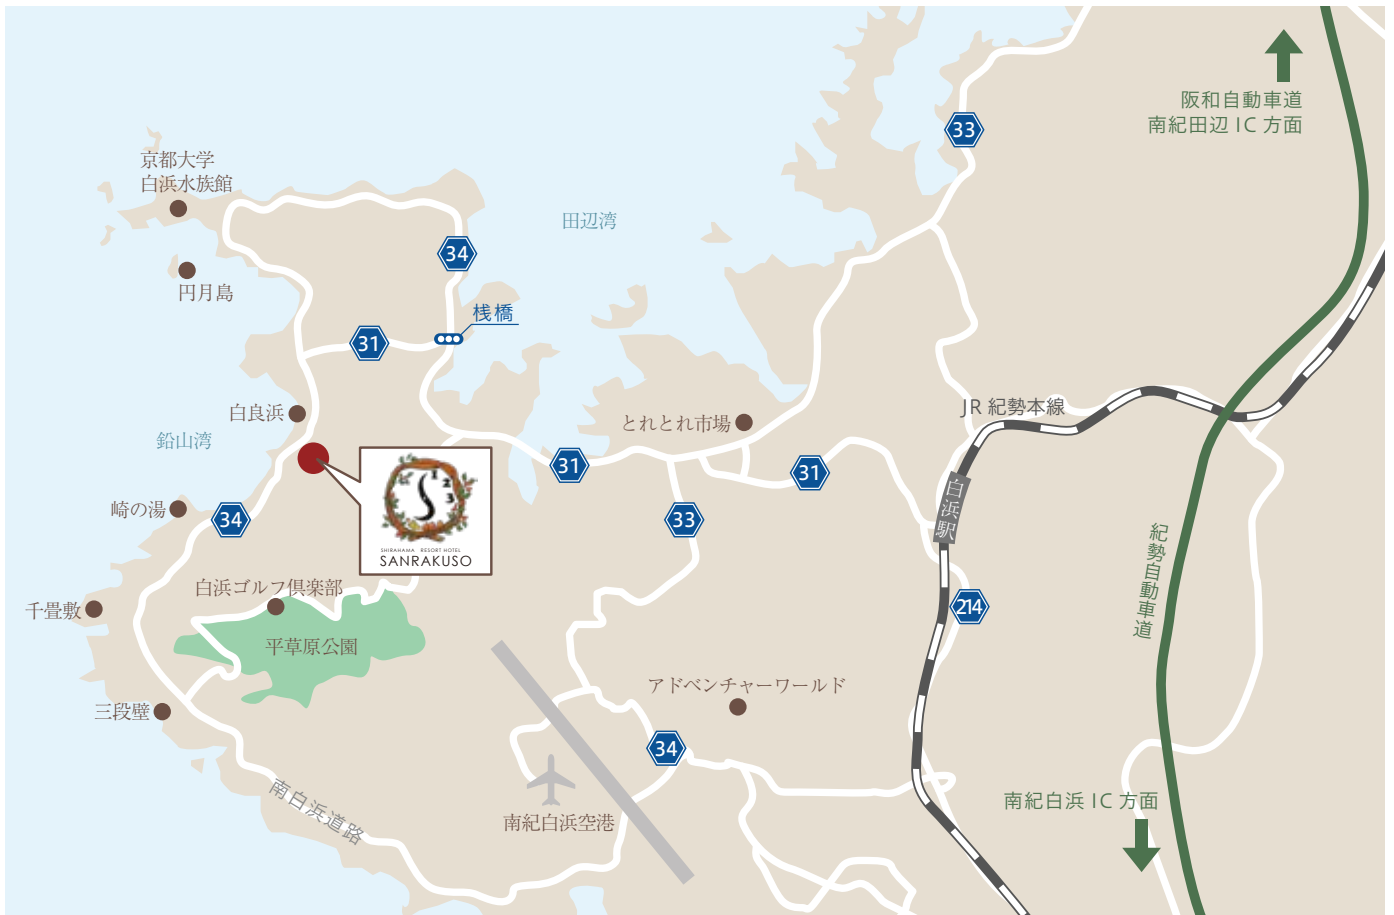 阪和自動車道
南紀田辺 IC 方面
33
京都大学
白浜水族館
田辺湾
34
円月島
桟橋
31
JR 紀勢本線
白良浜
とれとれ市場
鉛山湾
31
31
1
2
3
S
SHIRAHAMA RESORT HOTEL
SANRAKUSO
白浜駅
崎の湯
34
33
紀勢自動車道
白浜ゴルフ倶楽部
千畳敷
214
平草原公園
アドベンチャーワールド
三段壁
34
南白浜道路
南紀白浜空港
南紀白浜 IC 方面